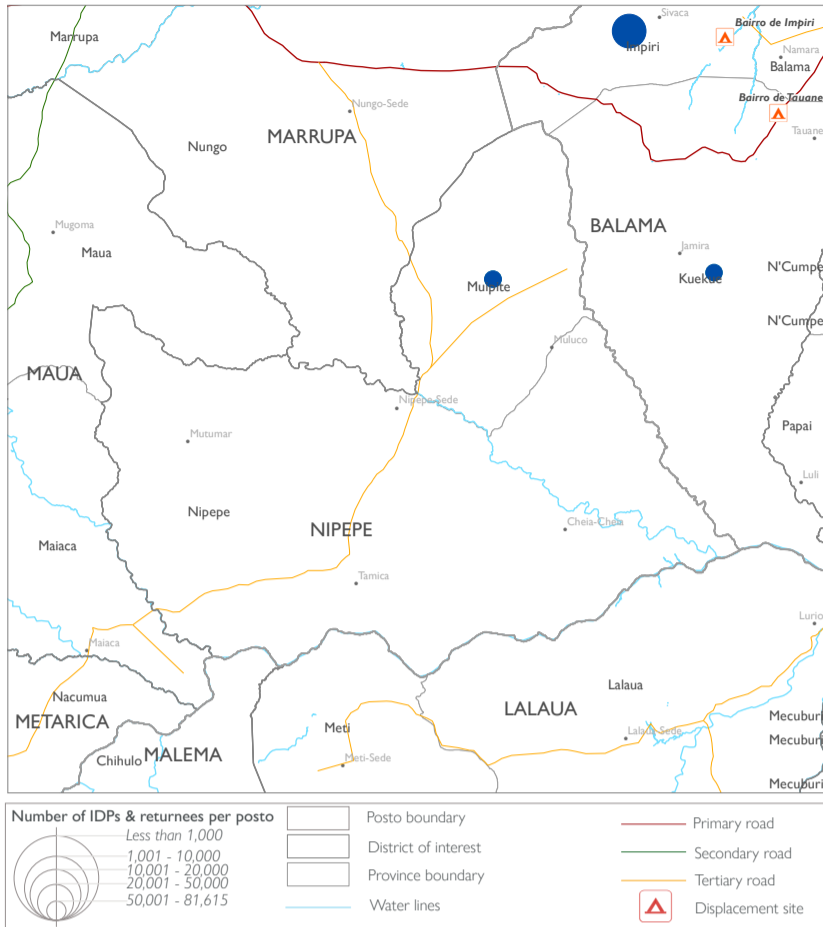 Sivaca
Bairro de Impiri
Marrupa
Impiri
Namara
Balama
Bairro de Tauane
Nungo-Sede
MARRUPA
Tauane
Nungo
Mugoma
BALAMA
Maua
Jamira
N'Cumpe
Kuekue
Muipite
N'Cumpe
Muluco
MAUA
Nipepe-Sede
Papai
Mutumar
Luli
Nipepe
NIPEPE
Cheia-Cheia
Maiaca
Tamica
Lurio
Maiaca
Lalaua
Nacumua
LALAUA
METARICA
Meti
Mecuburi
Lalaua Sede
Mecuburi
MALEMA
Chihulo
Meti-Sede
Mecuburi
Number of IDPs & returnees per posto
Less than 1,000
1,001 - 10,000
10,001 - 20,000
20,001 - 50,000
50,001 - 81,615
Posto boundary
District of interest
Province boundary
Water lines
Primary road
Secondary road
Tertiary road
Displacement site